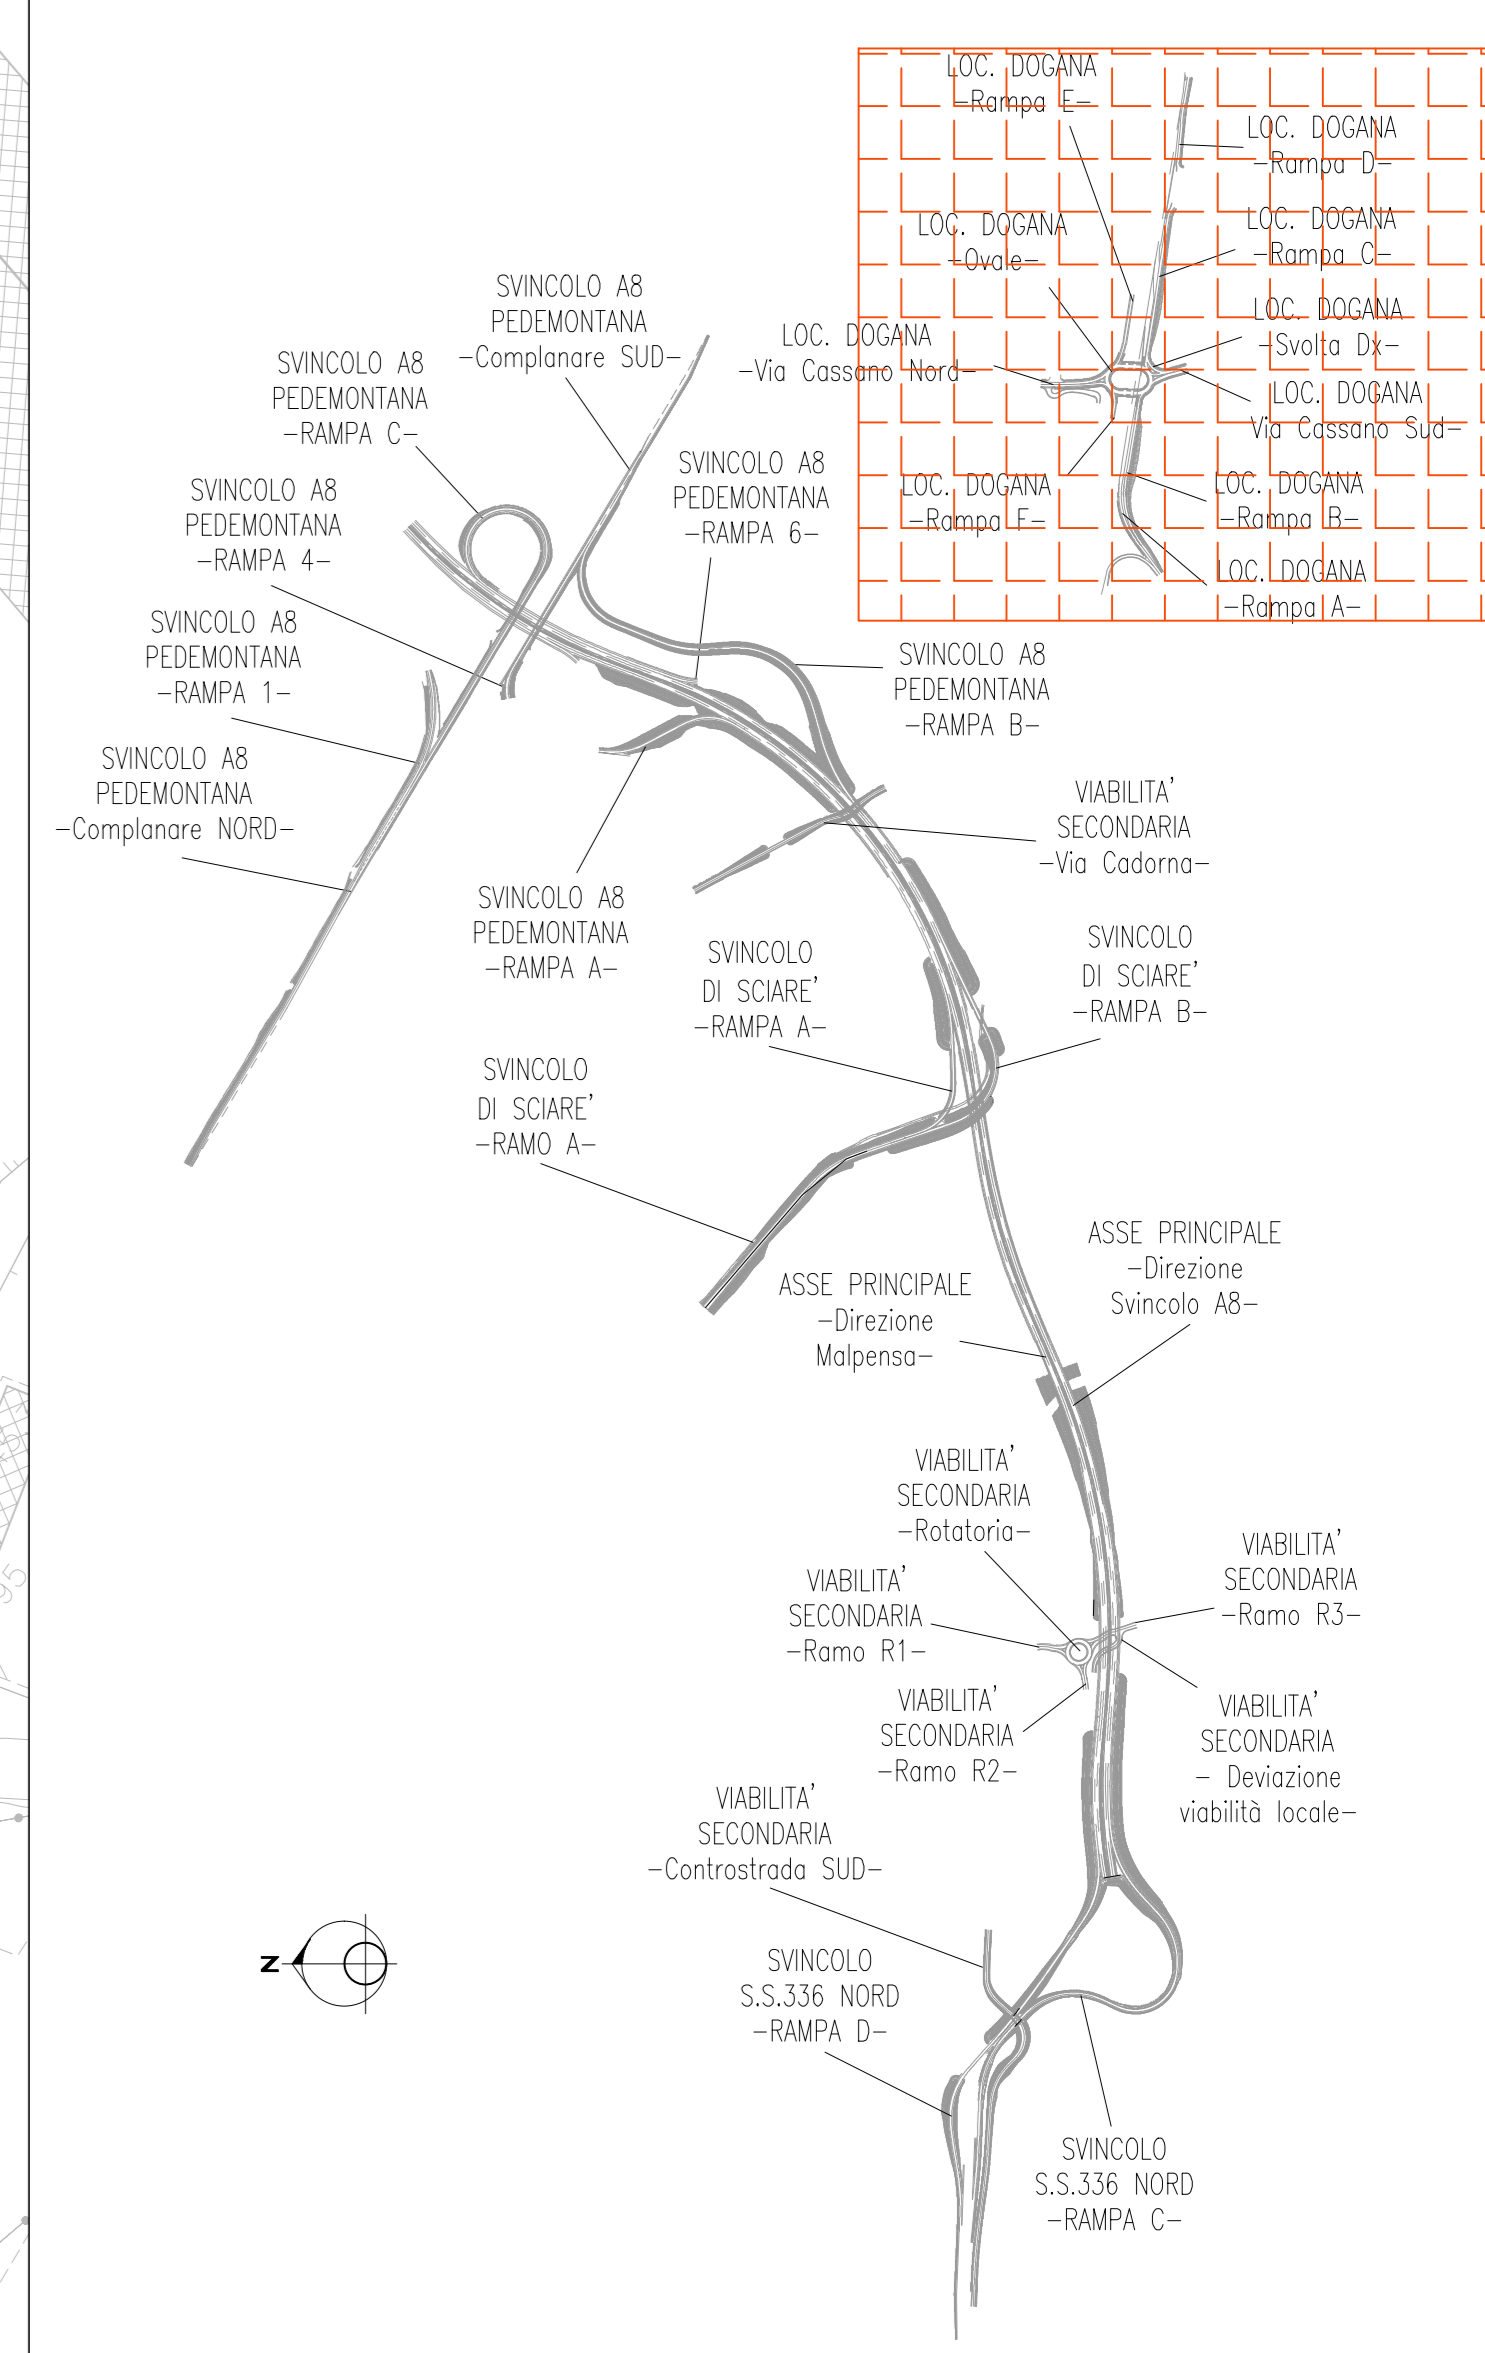 LOC. DOGANA
-Rampa E-
LOC. DOGANA
-Rampa D-
LOC. DOGANA
-Ovale-
LOC. DOGANA
-Rampa C-
LOC. DOGANA
-Via Cassano Nord-
LOC. DOGANA
-Svolta Dx-
LOC. DOGANA
Via Cassano Sud-
LOC. DOGANA
-Rampa F-
LOC. DOGANA
-Rampa B-
LOC. DOGANA
-Rampa A-
SVINCOLO A8
PEDEMONTANA
-Complanare SUD-
SVINCOLO A8
PEDEMONTANA
-RAMPA C-
SVINCOLO A8
PEDEMONTANA
-RAMPA 6-
SVINCOLO A8
PEDEMONTANA
-RAMPA 4-
SVINCOLO A8
PEDEMONTANA
-RAMPA 1-
SVINCOLO A8
PEDEMONTANA
-RAMPA B-
SVINCOLO A8
PEDEMONTANA
-Complanare NORD-
VIABILITA'
SECONDARIA
-Via Cadorna-
SVINCOLO A8
PEDEMONTANA
-RAMPA A-
SVINCOLO
DI SCIARE'
-RAMPA A-
SVINCOLO
DI SCIARE'
-RAMPA B-
SVINCOLO
DI SCIARE'
-RAMO A-
ASSE PRINCIPALE
-Direzione
Svincolo A8-
ASSE PRINCIPALE
-Direzione
Malpensa-
VIABILITA'
SECONDARIA
-Rotatoria-
VIABILITA'
SECONDARIA
-Ramo R3-
VIABILITA'
SECONDARIA
-Ramo R1-
VIABILITA'
SECONDARIA
-Ramo R2-
VIABILITA'
SECONDARIA
- Deviazione
viabilità locale-
VIABILITA'
SECONDARIA
-Controstrada SUD-
N
SVINCOLO
S.S.336 NORD
-RAMPA D-
SVINCOLO
S.S.336 NORD
-RAMPA C-
95